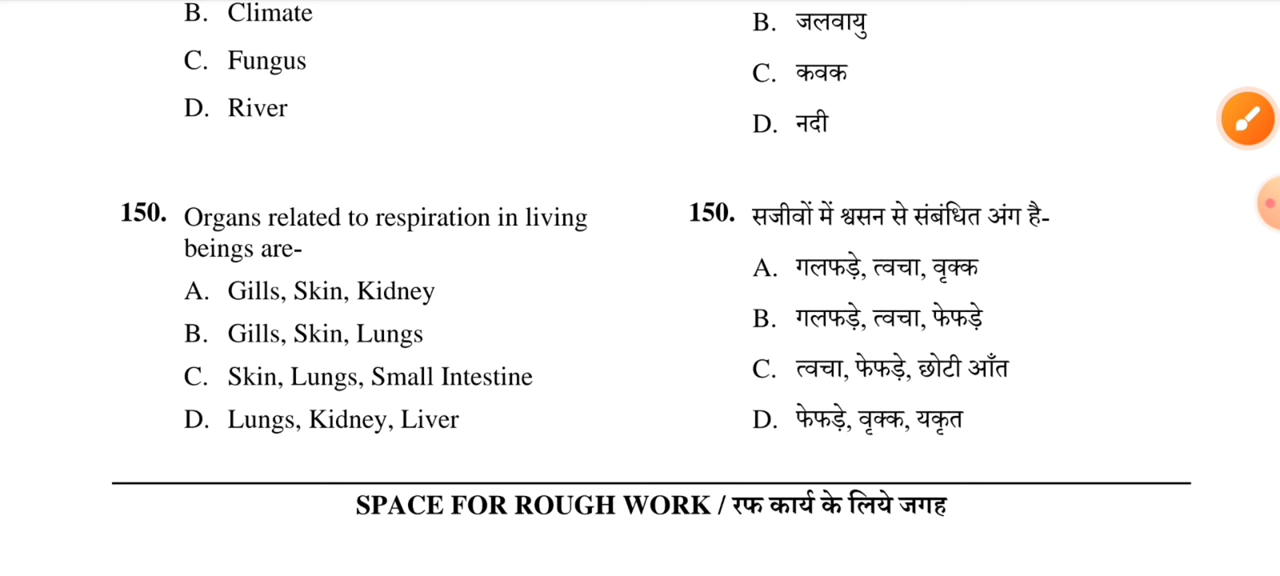 B. Climate
C. Fungus
D. River
150. Organs related to respiration in living
beings are-
A. Gills, Skin, Kidney
B. Gills, Skin, Lungs
C. Skin, Lungs, Small Intestine
D. Lungs, Kidney, Liver
B. जलवायु
C. कवक
D. नदी
150. सजीवों में श्वसन से संबंधित अंग है-
A. गलफड़े, त्वचा, वृक्क
B. गलफड़े, त्वचा, फेफड़े
C. त्वचा, फेफड़े, छोटी आँत
D. फेफड़े, वृक्क, यकृत
SPACE FOR ROUGH WORK / रफ कार्य के लिये जगह